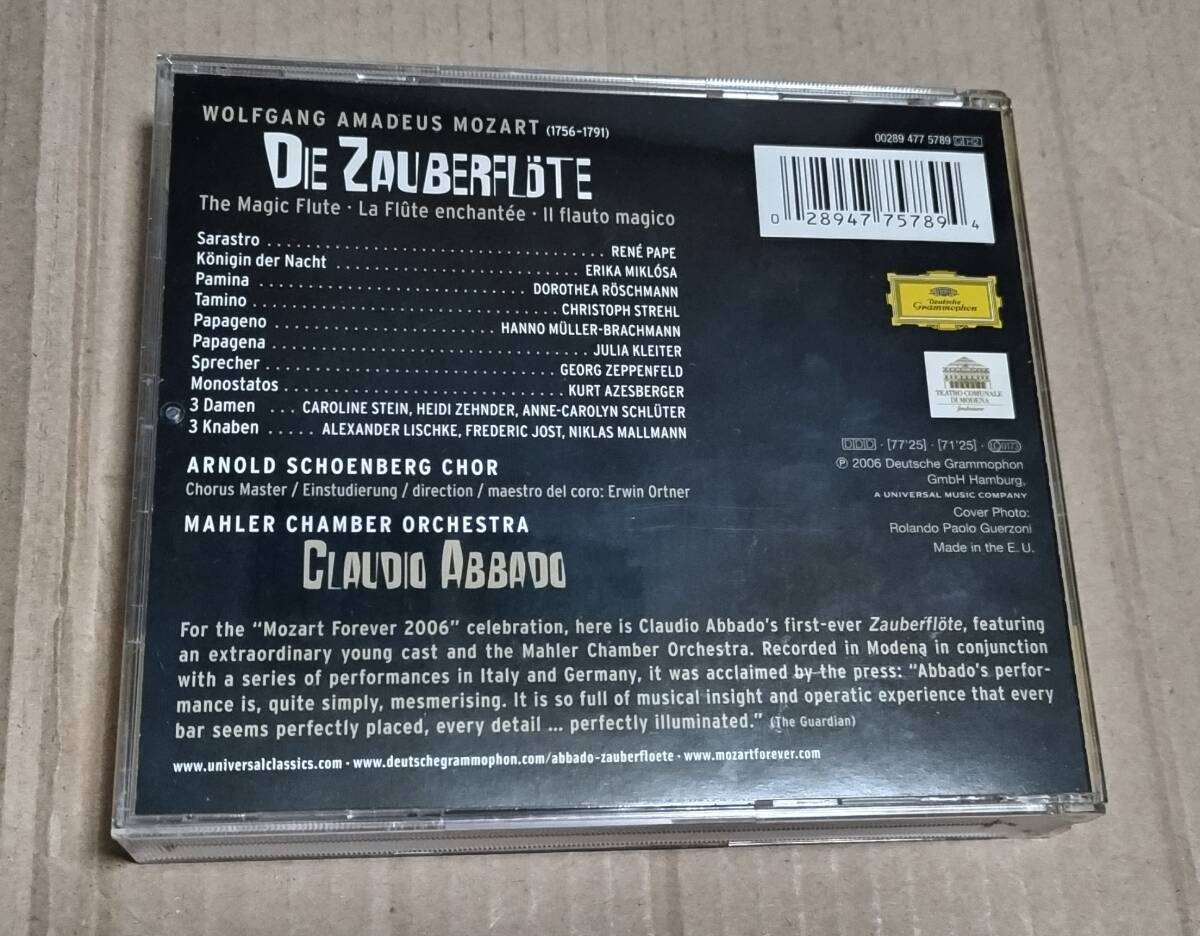 WOLFGANG AMADEUS MOZART (1756-1791)
DIE ZAUBERFLÖTE
The Magic Flute · La Flûte enchantée · Il flauto magico
Sarastro ........................ RENÉ PAPE
Königin der Nacht ........................ ERIKA MIKLÓSA
Pamina ........................ DOROTHEA RÖSCHMANN
Tamino ........................ CHRISTOPH STREHL
Papageno ........................ HANNO MÜLLER-BRACHMANN
Papagena ........................ JULIA KLEITER
Sprecher ........................ GEORG ZEPPENFELD
Monostatos ........................ KURT AZESBERGER
3 Damen ... CAROLINE STEIN, HEIDI ZEHNDER, ANNE-CAROLYN SCHLÜTER
3 Knaben ..... ALEXANDER LISCHKE, FREDERIC JOST, NIKLAS MALLMANN
ARNOLD SCHOENBERG CHOR
Chorus Master / Einstudierung / direction / maestro del coro: Erwin Ortner
MAHLER CHAMBER ORCHESTRA
CLAUDIO ABBADO
For the "Mozart Forever 2006" celebration, here is Claudio Abbado's first-ever Zauberflöte, featuring
an extraordinary young cast and the Mahler Chamber Orchestra. Recorded in Modena in conjunction
with a series of performances in Italy and Germany, it was acclaimed by the press: "Abbado's perfor-
mance is, quite simply, mesmerising. It is so full of musical insight and operatic experience that every
bar seems perfectly placed, every detail ... perfectly illuminated." (The Guardian)
www.universalclassics.com · www.deutschegrammophon.com/abbado-zauberfloete · www.mozartforever.com
00289 477 5789 GH2
0 28947 75789 4
Deutsche
Grammophon
TEATRO COMUNALE
DI MODENA
fondazione
DDD · [77'25] · [71'25] · LC 0173
℗ 2006 Deutsche Grammophon
GmbH Hamburg,
A UNIVERSAL MUSIC COMPANY
Cover Photo:
Rolando Paolo Guerzoni
Made in the E. U.